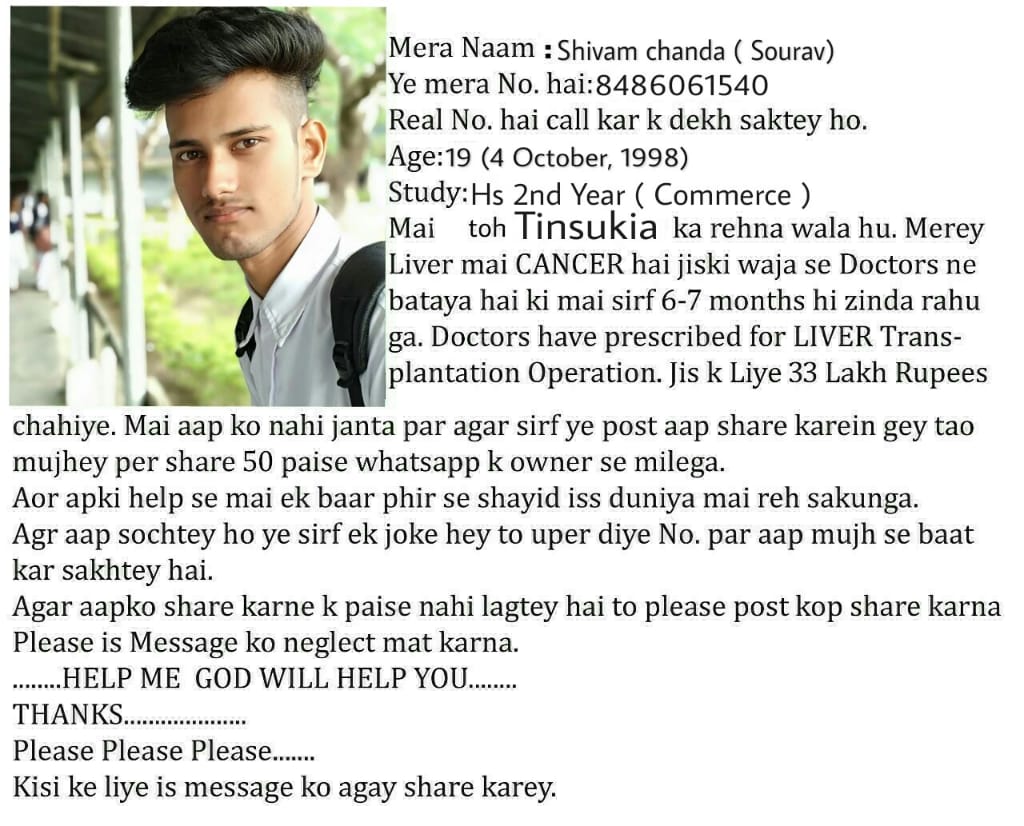 Mera Naam : Shivam chanda ( Sourav)
Ye mera No. hai:8486061540
Real No. hai call kar k dekh saktey ho.
Age:19 (4 October, 1998)
Study:Hs 2nd Year ( Commerce )
Mai toh Tinsukia ka rehna wala hu. Merey
Liver mai CANCER hai jiski waja se Doctors ne
bataya hai ki mai sirf 6-7 months hi zinda rahu
ga. Doctors have prescribed for LIVER Trans-
plantation Operation. Jis k Liye 33 Lakh Rupees
chahiye. Mai aap ko nahi janta par agar sirf ye post aap share karein gey tao
mujhey per share 50 paise whatsapp k owner se milega.
Aor apki help se mai ek baar phir se shayid iss duniya mai reh sakunga.
Agr aap sochtey ho ye sirf ek joke hey to uper diye No. par aap mujh se baat
kar sakhtey hai.
Agar aapko share karne k paise nahi lagtey hai to please post kop share karna
Please is Message ko neglect mat karna.
........HELP ME  GOD WILL HELP YOU........
THANKS....................
Please Please Please.......
Kisi ke liye is message ko agay share karey.